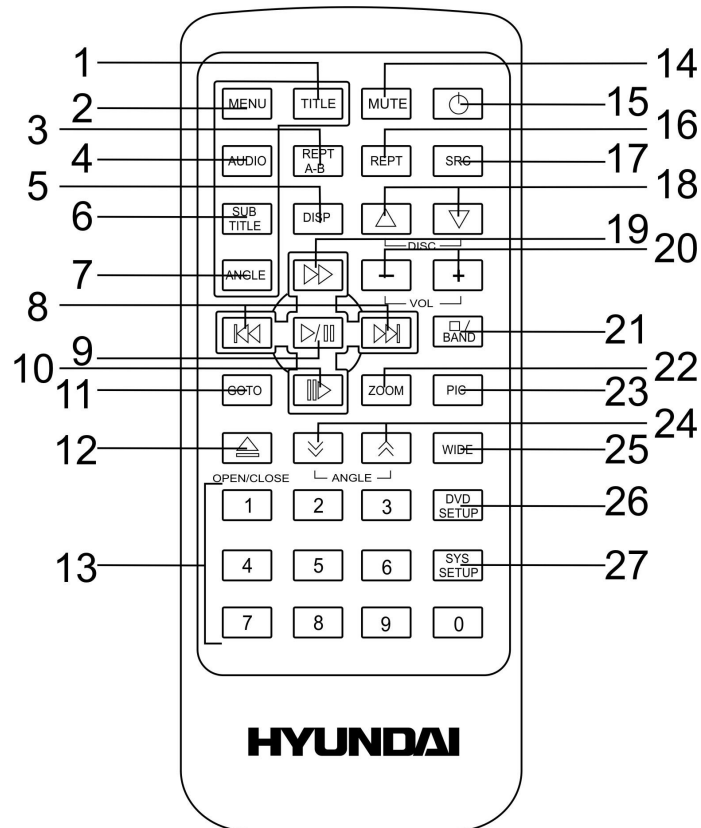 1
14
2
MENU
TITLE
MUTE
15
3
16
4
AUDIO
REPT
A-B
REPT
SRC
17
5
18
6
SUB
TITLE
DISP
DISC
19
7
ANGLE
20
VOL
8
BAND
21
9
10
22
11
GOTO
ZOOM
PIC
23
24
12
WIDE
25
OPEN/CLOSE
ANGLE
1
2
3
DVD
SETUP
26
13
4
5
6
SYS
SETUP
27
7
8
9
0
HYUNDAI